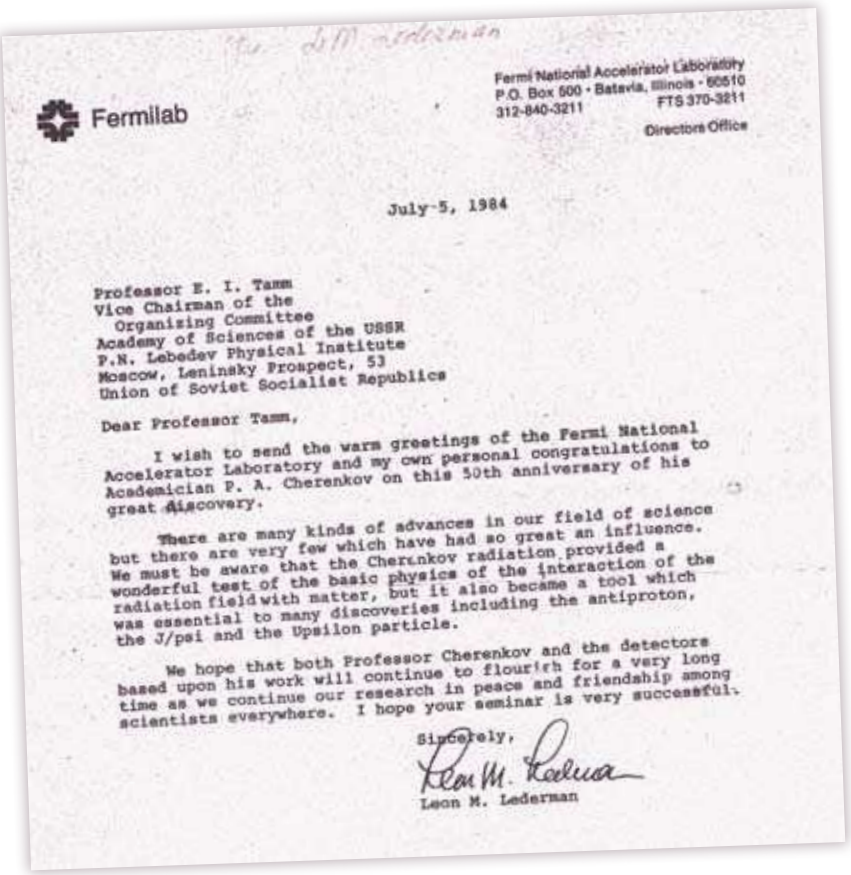 L M Lederman
Fermilab
Fermi National Accelerator Laboratory
P.O. Box 500 • Batavia, Illinois • 60510
312-840-3211 FTS 370-3211
Directors Office
July 5, 1984
Professor E. I. Tamm
Vice Chairman of the
Organizing Committee
Academy of Sciences of the USSR
P.N. Lebedev Physical Institute
Moscow, Leninsky Prospect, 53
Union of Soviet Socialist Republics
Dear Professor Tamm,
I wish to send the warm greetings of the Fermi National
Accelerator Laboratory and my own personal congratulations to
Academician P. A. Cherenkov on this 50th anniversary of his
great discovery.
There are many kinds of advances in our field of science
but there are very few which have had so great an influence.
We must be aware that the Cherenkov radiation provided a
wonderful test of the basic physics of the interaction of the
radiation field with matter, but it also became a tool which
was essential to many discoveries including the antiproton,
the J/psi and the Upsilon particle.
We hope that both Professor Cherenkov and the detectors
based upon his work will continue to flourish for a very long
time as we continue our research in peace and friendship among
scientists everywhere. I hope your seminar is very successful.
Sincerely,
Leon M. Lederman
Leon M. Lederman